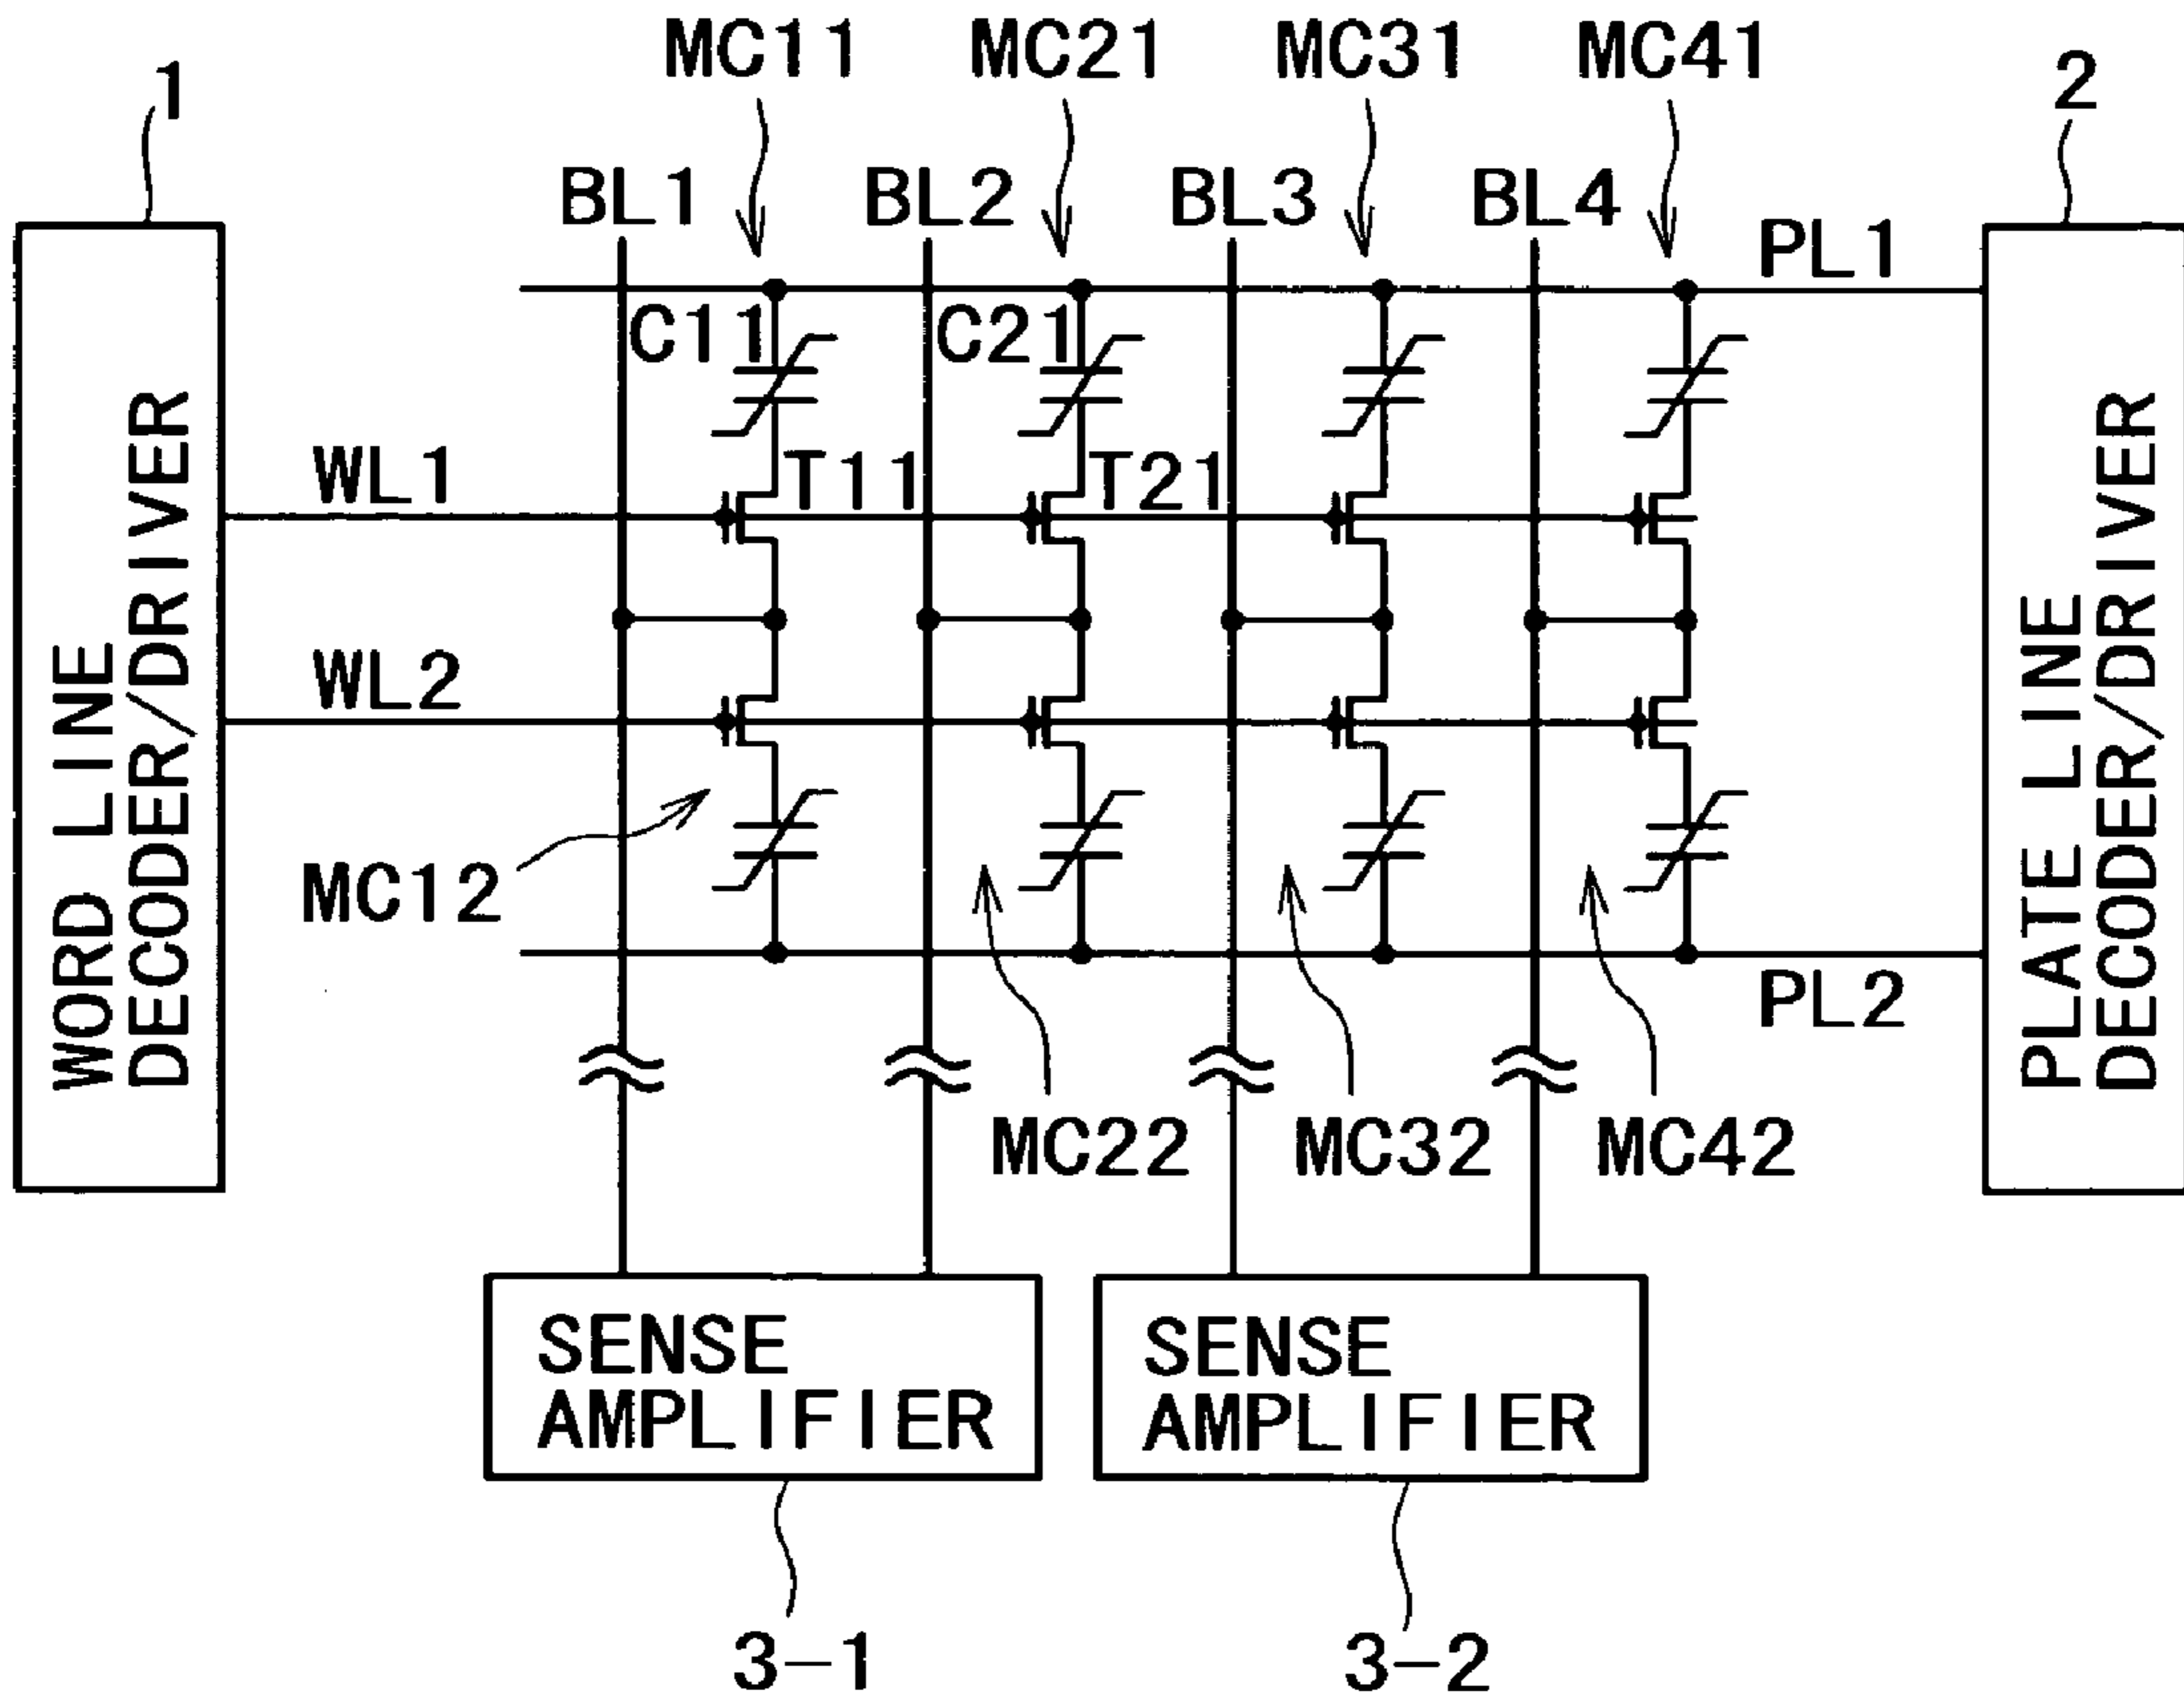 MC11 MC21 MC31 MC41
1
2
BL1 BL2 BL3 BL4
PL1
C11 C21
WL1
T11 T21
WL2
MC12
PL2
MC22 MC32 MC42
WORD LINE
DECODER/DRIVER
PLATE LINE
DECODER/DRIVER
SENSE
AMPLIFIER
SENSE
AMPLIFIER
3-1
3-2